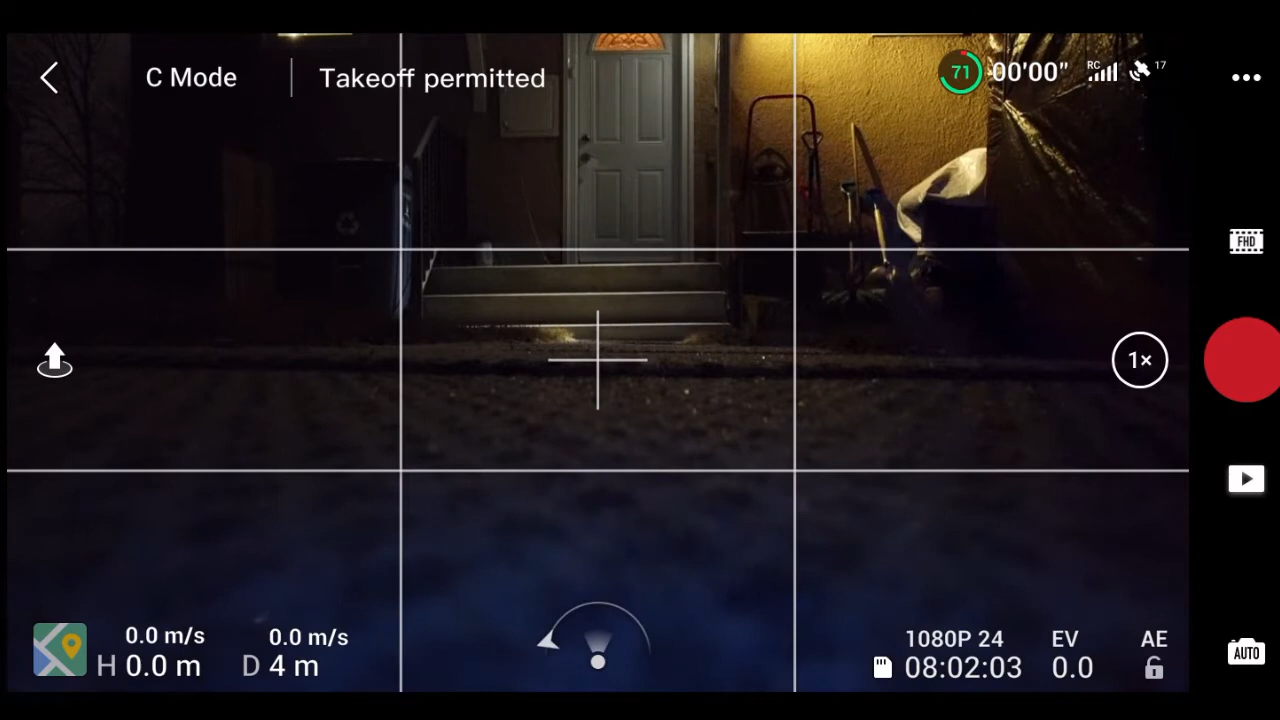 C Mode
Takeoff permitted
71
00'00"
RC
17
FHD
1×
0.0 m/s
0.0 m/s
H 0.0 m
D 4 m
1080P 24
EV
AE
08:02:03
0.0
AUTO